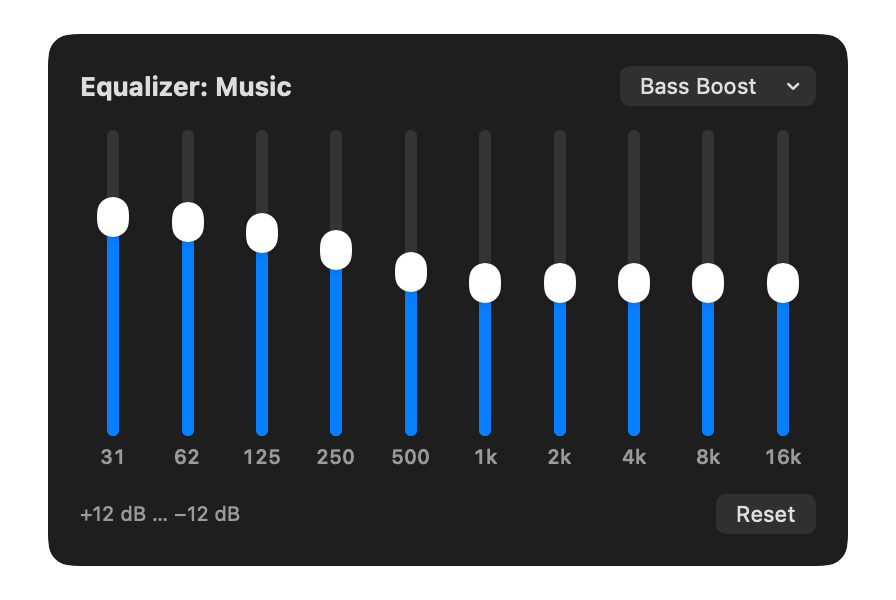 Equalizer: Music
Bass Boost
31 62 125 250 500 1k 2k 4k 8k 16k
+12 dB ... −12 dB
Reset